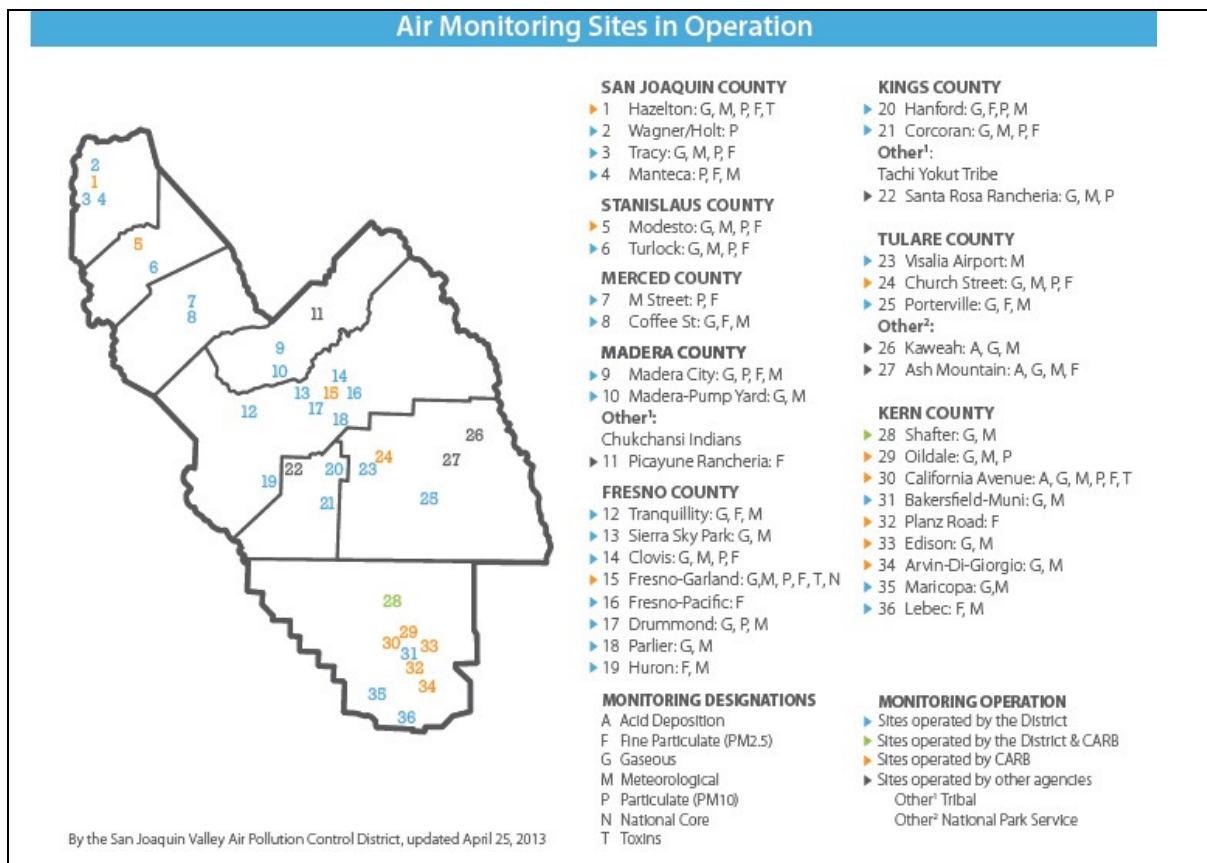 Air Monitoring Sites in Operation
2
1
3 4
5
6
7
8
11
9
10
14
13 15 16
12
17
18
26
24
27
22 20 23
19
21
25
28
29
30 33
31
32
34
35
36
By the San Joaquin Valley Air Pollution Control District, updated April 25, 2013
SAN JOAQUIN COUNTY
1 Hazelton: G, M, P, F, T
2 Wagner/Holt: P
3 Tracy: G, M, P, F
4 Manteca: P, F, M
STANISLAUS COUNTY
5 Modesto: G, M, P, F
6 Turlock: G, M, P, F
MERCED COUNTY
7 M Street: P, F
8 Coffee St: G, F, M
MADERA COUNTY
9 Madera City: G, P, F, M
10 Madera-Pump Yard: G, M
Other¹:
Chukchansi Indians
11 Picayune Rancheria: F
FRESNO COUNTY
12 Tranquillity: G, F, M
13 Sierra Sky Park: G, M
14 Clovis: G, M, P, F
15 Fresno-Garland: G,M, P, F, T, N
16 Fresno-Pacific: F
17 Drummond: G, P, M
18 Parlier: G, M
19 Huron: F, M
MONITORING DESIGNATIONS
A Acid Deposition
F Fine Particulate (PM2.5)
G Gaseous
M Meteorological
P Particulate (PM10)
N National Core
T Toxins
KINGS COUNTY
20 Hanford: G, F,P, M
21 Corcoran: G, M, P, F
Other¹:
Tachi Yokut Tribe
22 Santa Rosa Rancheria: G, M, P
TULARE COUNTY
23 Visalia Airport: M
24 Church Street: G, M, P, F
25 Porterville: G, F, M
Other²:
26 Kaweah: A, G, M
27 Ash Mountain: A, G, M, F
KERN COUNTY
28 Shafter: G, M
29 Oildale: G, M, P
30 California Avenue: A, G, M, P, F, T
31 Bakersfield-Muni: G, M
32 Planz Road: F
33 Edison: G, M
34 Arvin-Di-Giorgio: G, M
35 Maricopa: G,M
36 Lebec: F, M
MONITORING OPERATION
Sites operated by the District
Sites operated by the District & CARB
Sites operated by CARB
Sites operated by other agencies
Other¹ Tribal
Other² National Park Service